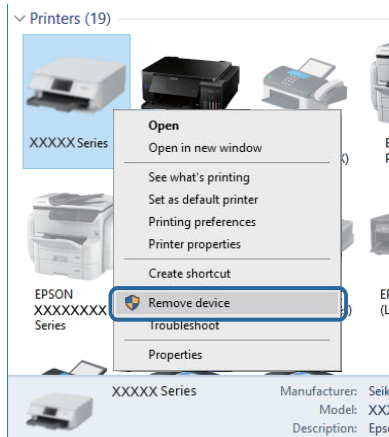 Printers (19)
XXXXX Series
Open
Open in new window
See what's printing
Set as default printer
Printing preferences
Printer properties
Create shortcut
Remove device
Troubleshoot
Properties
EPSON
XXXXXXXX
Series
XXXXX Series
Manufacturer:
Model:
Description: